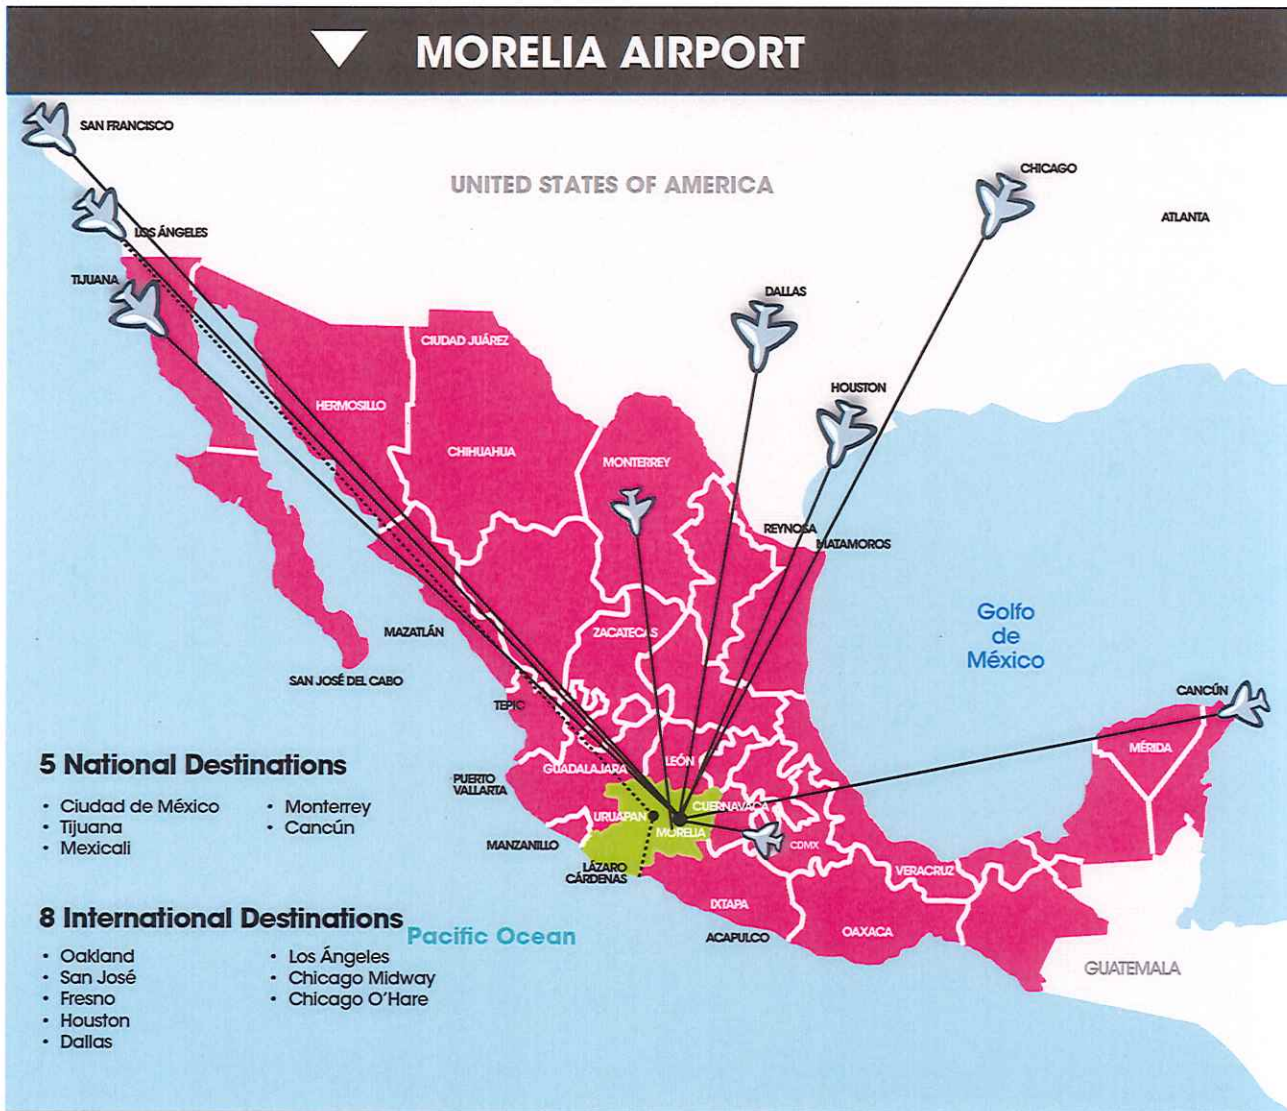 MORELIA AIRPORT
SAN FRANCISCO
CHICAGO
UNITED STATES OF AMERICA
ATLANTA
LOS ÁNGELES
TIJUANA
DALLAS
CIUDAD JUÁREZ
HOUSTON
HERMOSILLO
CHIHUAHUA
MONTERREY
REYNOSA
MATAMOROS
Golfo
de
México
ZACATECAS
MAZATLÁN
SAN JOSÉ DEL CABO
CANCÚN
TEPIC
MÉRIDA
LEÓN
GUADALAJARA
PUERTO
VALLARTA
CUERNAVACA
URUAPAN
MORELIA
MANZANILLO
CDMX
LÁZARO
CÁRDENAS
VERACRUZ
IXTAPA
OAXACA
ACAPULCO
Pacific Ocean
GUATEMALA
5 National Destinations
• Ciudad de México
• Tijuana
• Mexicali
• Monterrey
• Cancún
8 International Destinations
• Oakland
• San José
• Fresno
• Houston
• Dallas
• Los Ángeles
• Chicago Midway
• Chicago O'Hare